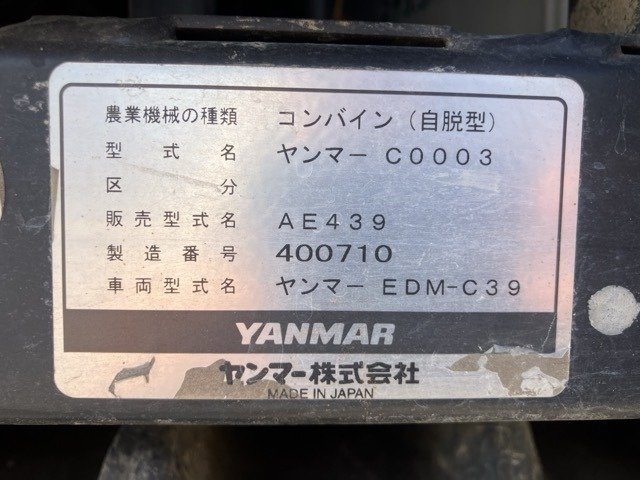 農業機械の種類 コンバイン（自脱型）
型式名 ヤンマー C0003
区分
販売型式名 AE439
製造番号 400710
車両型式名 ヤンマー EDM-C39
YANMAR
ヤンマー株式会社
MADE IN JAPAN